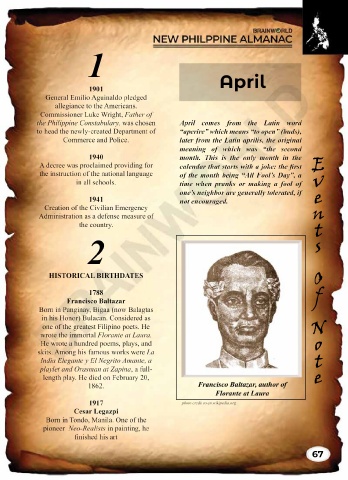 BRAINWORLD
NEW PHILPPINE ALMANAC
1
1901
General Emilio Aguinaldo pledged
allegiance to the Americans.
Commissioner Luke Wright, Father of
the Philippine Constabulary, was chosen
to head the newly-created Department of
Commerce and Police.
1940
A decree was proclaimed providing for
the instruction of the national language
in all schools.
1941
Creation of the Civilian Emergency
Administration as a defense measure of
the country.
2
HISTORICAL BIRTHDATES
1788
Francisco Baltazar
Born in Panginay, Bigaa (now Balagtas
in his Honer) Bulacan. Considered as
one of the greatest Filipino poets. He
wrote the immortal Florante at Laura.
He wrote a hundred poems, plays, and
skits. Among his famous works were La
India Elegante y El Negrito Amante, a
playlet and Orasman at Zapina, a full-
length play. He died on February 20,
1862.
1917
Cesar Legazpi
Born in Tondo, Manila. One of the
pioneer Neo-Realists in painting, he
finished his art
April
April comes from the Latin word
"aperire" which means "to open" (buds),
later from the Latin aprilis, the original
meaning of which was "the second
month. This is the only month in the
calendar that starts with a joke: the first
of the month being "All Fool's Day", a
time when pranks or making a fool of
one's neighbor are generally tolerated, if
not encouraged.
Francisco Baltazar, author of
Florante at Laura
Events Of Note
67